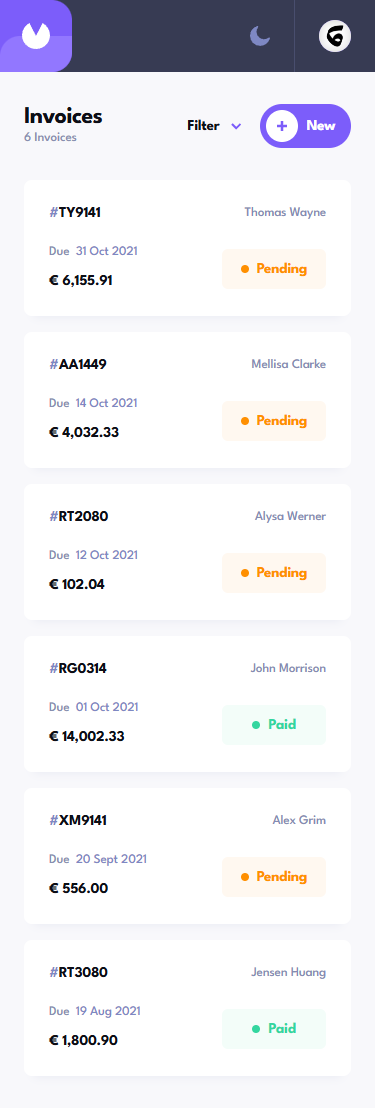 Invoices
6 Invoices
Filter
+ New
#TY9141
Thomas Wayne
Due 31 Oct 2021
€ 6,155.91
Pending
#AA1449
Mellisa Clarke
Due 14 Oct 2021
€ 4,032.33
Pending
#RT2080
Alysa Werner
Due 12 Oct 2021
€ 102.04
Pending
#RG0314
John Morrison
Due 01 Oct 2021
€ 14,002.33
Paid
#XM9141
Alex Grim
Due 20 Sept 2021
€ 556.00
Pending
#RT3080
Jensen Huang
Due 19 Aug 2021
€ 1,800.90
Paid